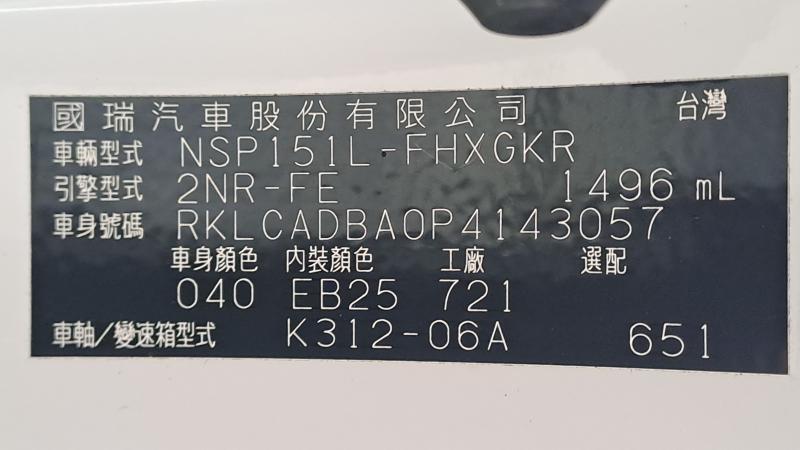 國瑞汽車股份有限公司 台灣
車輛型式 NSP151L-FHXGKR
引擎型式 2NR-FE 1496 mL
車身號碼 RKLCADBA0P4143057
車身顏色 內裝顏色 工廠 選配
040 EB25 721
車軸/變速箱型式 K312-06A 651